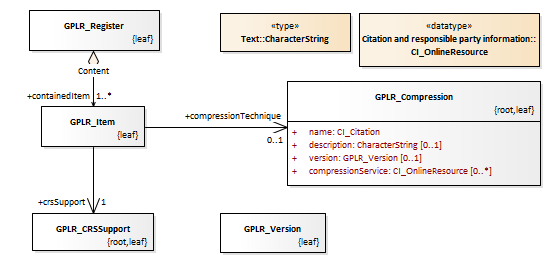 GPLR_Register
{leaf}
«type»
Text::CharacterString
«datatype»
Citation and responsible party information::
CI_OnlineResource
Content
+containedItem 1..*
GPLR_Item
{leaf}
+compressionTechnique
0..1
GPLR_Compression
{root,leaf}
+ name: CI_Citation
+ description: CharacterString [0..1]
+ version: GPLR_Version [0..1]
+ compressionService: CI_OnlineResource [0..*]
+crsSupport 1
GPLR_CRSSupport
{root,leaf}
GPLR_Version
{leaf}